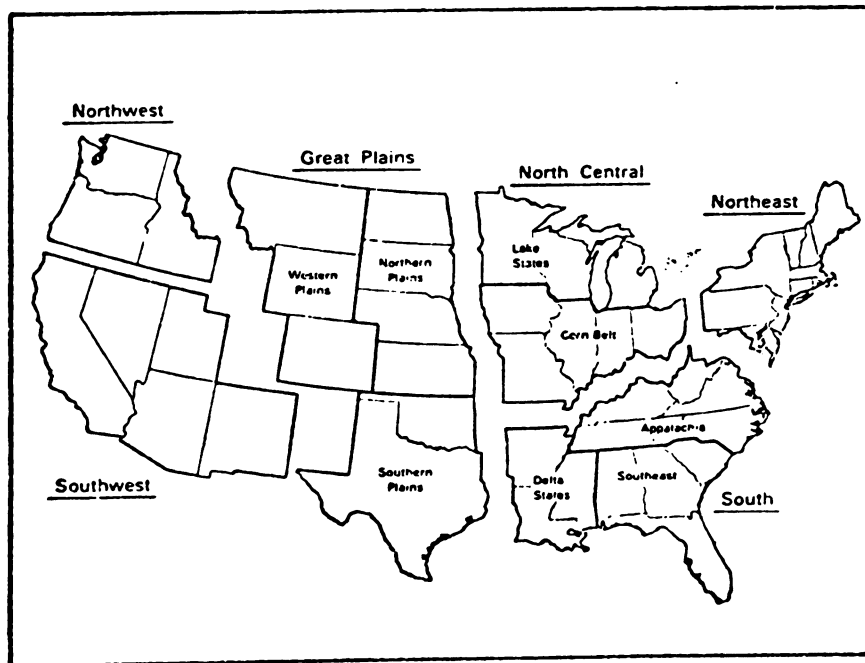 Northwest
Great Plains
North Central
Northeast
Lake
States
Northern
Plains
Western
Plains
Corn Belt
Appalachia
Southern
Plains
Delta
States
Southeast
Southwest
South